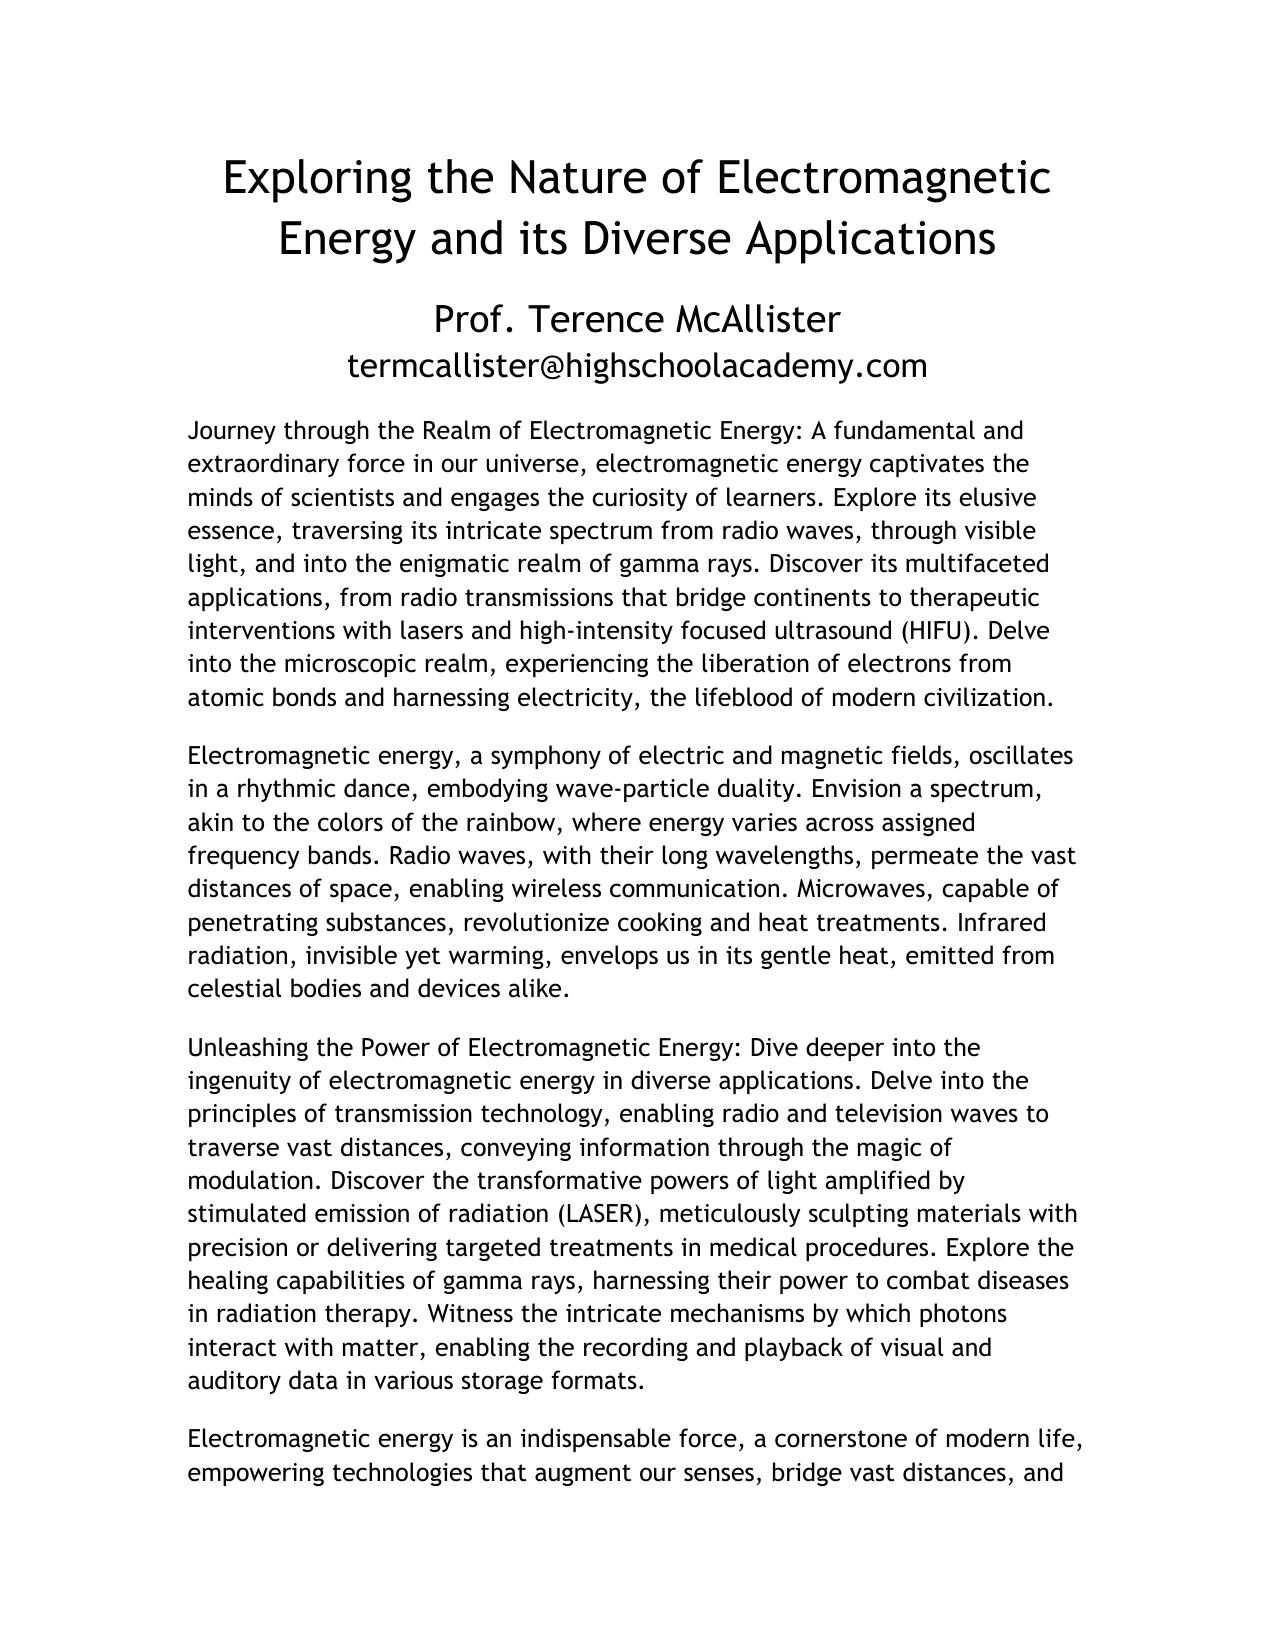 Exploring the Nature of Electromagnetic
Energy and its Diverse Applications
Prof. Terence McAllister
termcallister@highschoolacademy.com
Journey through the Realm of Electromagnetic Energy: A fundamental and
extraordinary force in our universe, electromagnetic energy captivates the
minds of scientists and engages the curiosity of learners. Explore its elusive
essence, traversing its intricate spectrum from radio waves, through visible
light, and into the enigmatic realm of gamma rays. Discover its multifaceted
applications, from radio transmissions that bridge continents to therapeutic
interventions with lasers and high-intensity focused ultrasound (HIFU). Delve
into the microscopic realm, experiencing the liberation of electrons from
atomic bonds and harnessing electricity, the lifeblood of modern civilization.
Electromagnetic energy, a symphony of electric and magnetic fields, oscillates
in a rhythmic dance, embodying wave-particle duality. Envision a spectrum,
akin to the colors of the rainbow, where energy varies across assigned
frequency bands. Radio waves, with their long wavelengths, permeate the vast
distances of space, enabling wireless communication. Microwaves, capable of
penetrating substances, revolutionize cooking and heat treatments. Infrared
radiation, invisible yet warming, envelops us in its gentle heat, emitted from
celestial bodies and devices alike.
Unleashing the Power of Electromagnetic Energy: Dive deeper into the
ingenuity of electromagnetic energy in diverse applications. Delve into the
principles of transmission technology, enabling radio and television waves to
traverse vast distances, conveying information through the magic of
modulation. Discover the transformative powers of light amplified by
stimulated emission of radiation (LASER), meticulously sculpting materials with
precision or delivering targeted treatments in medical procedures. Explore the
healing capabilities of gamma rays, harnessing their power to combat diseases
in radiation therapy. Witness the intricate mechanisms by which photons
interact with matter, enabling the recording and playback of visual and
auditory data in various storage formats.
Electromagnetic energy is an indispensable force, a cornerstone of modern life,
empowering technologies that augment our senses, bridge vast distances, and